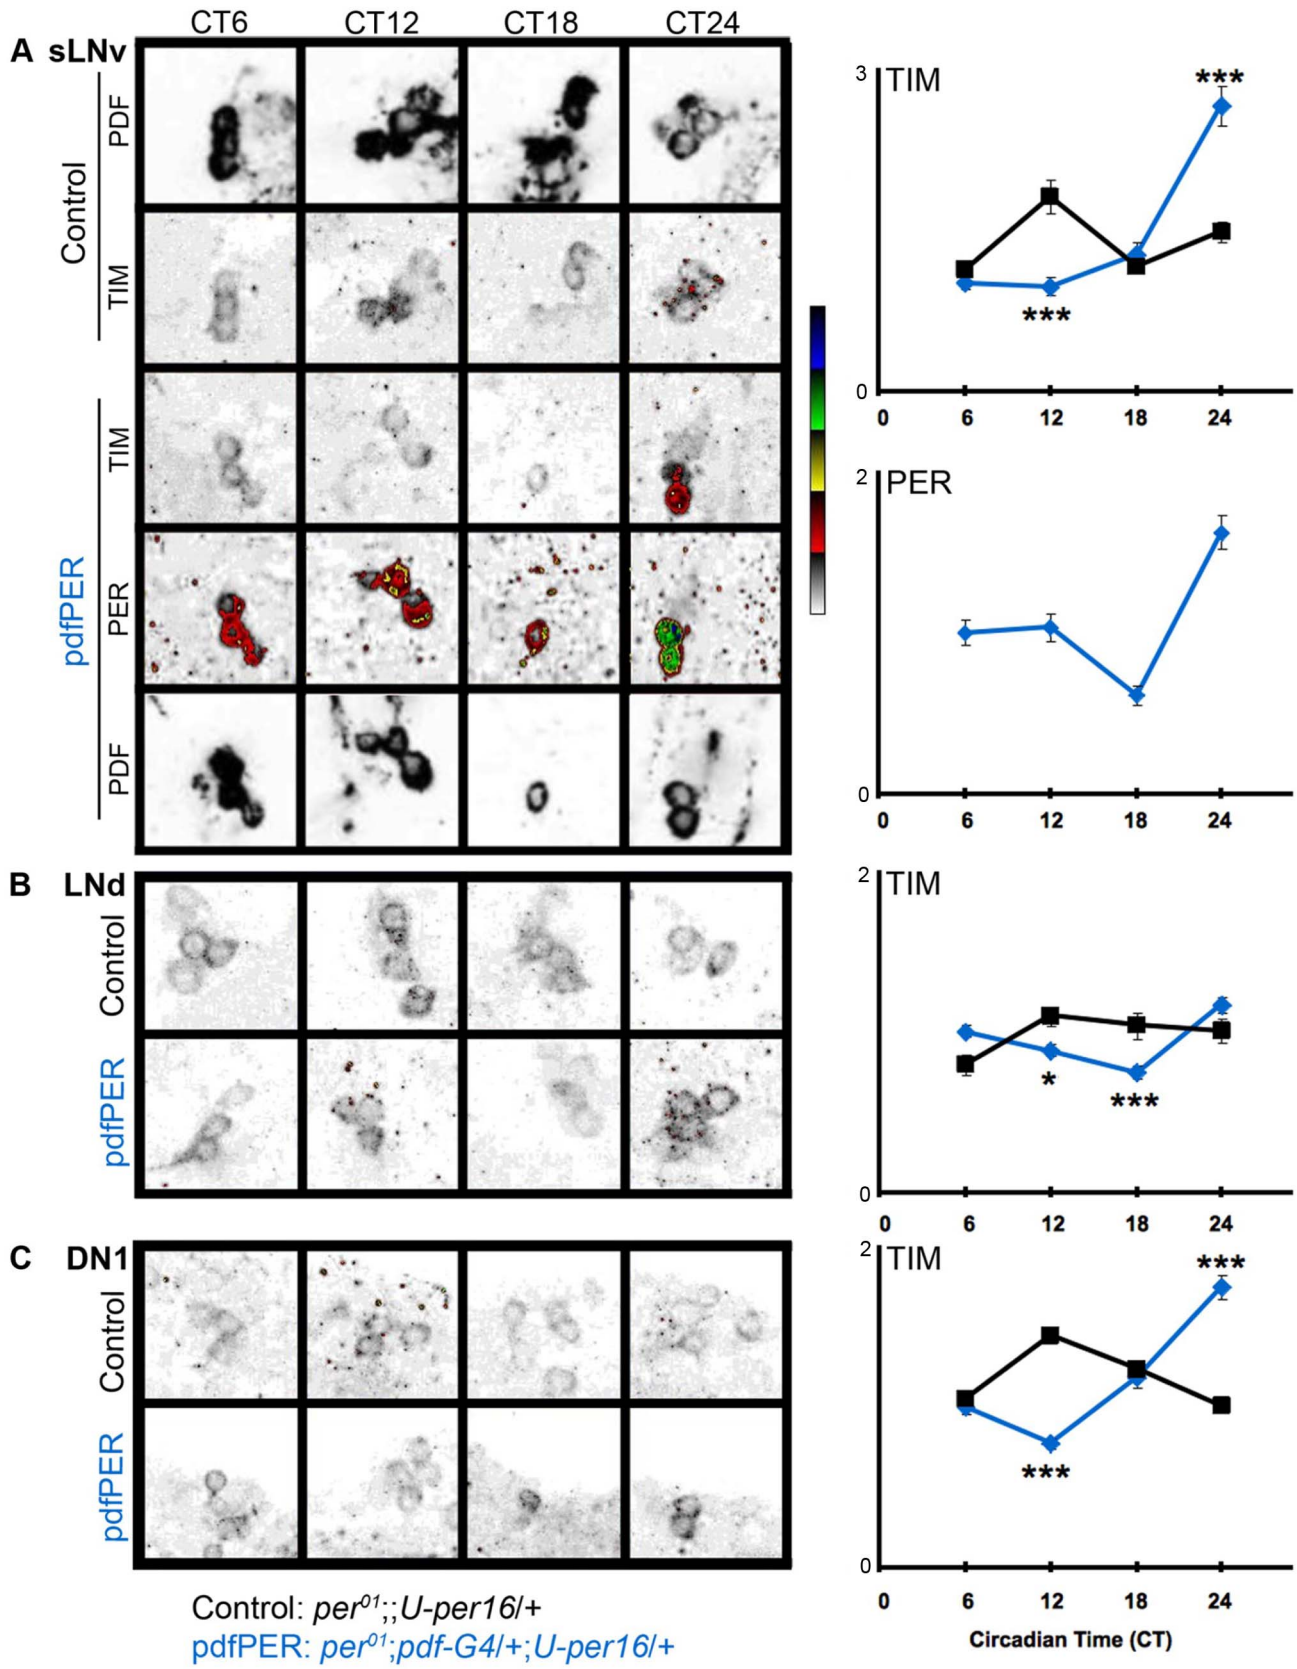 CT6 CT12 CT18 CT24
A sLNv
Control
PDF
TIM
pdfPER
TIM
PER
PDF
3 TIM
***
***
0
0 6 12 18 24
2 PER
0
0 6 12 18 24
B LNd
Control
pdfPER
2 TIM
*
***
0
0 6 12 18 24
C DN1
Control
pdfPER
2 TIM
***
***
0
0 6 12 18 24
Circadian Time (CT)
Control: per01;;U-per16/+
pdfPER: per01;pdf-G4/+;U-per16/+